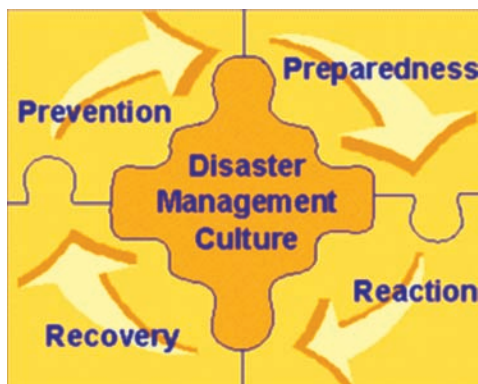 Prevention
Preparedness
Disaster
Management
Culture
Recovery
Reaction